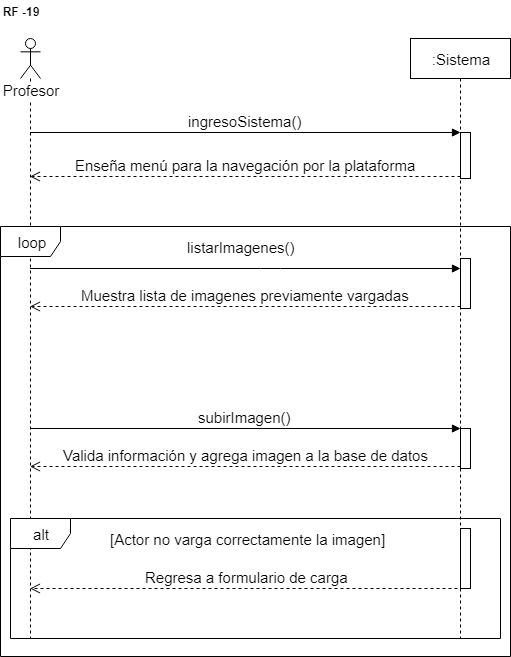 RF -19
:Sistema
Profesor
ingresoSistema()
Enseña menú para la navegación por la plataforma
loop
listarImagenes()
Muestra lista de imagenes previamente vargadas
subirImagen()
Valida información y agrega imagen a la base de datos
alt
[Actor no varga correctamente la imagen]
Regresa a formulario de carga